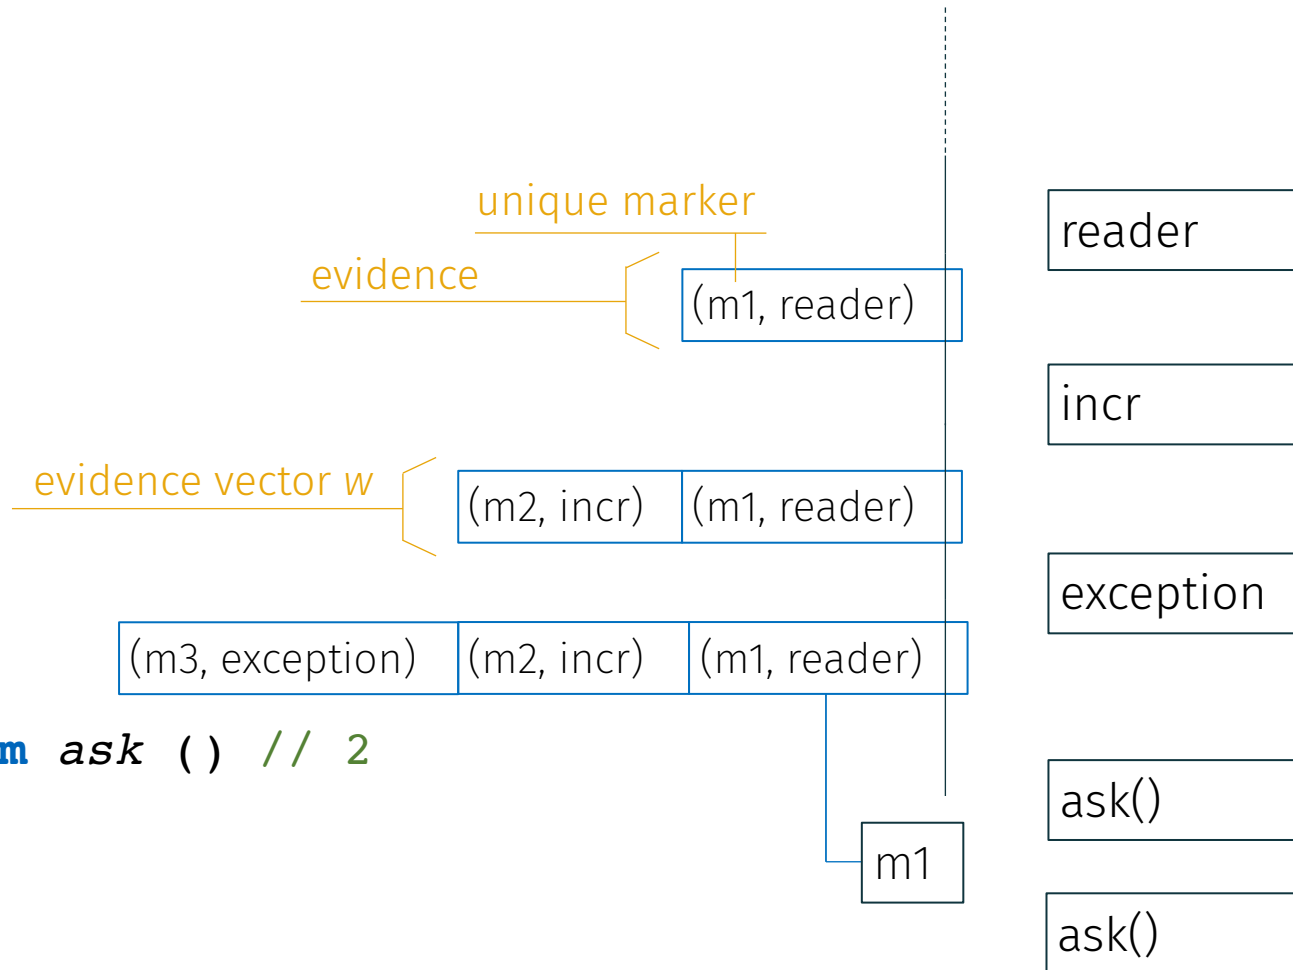 unique marker
reader
evidence
(m1, reader)
incr
evidence vector w
(m2, incr) (m1, reader)
exception
(m3, exception) (m2, incr) (m1, reader)
m ask () // 2
ask()
m1
ask()